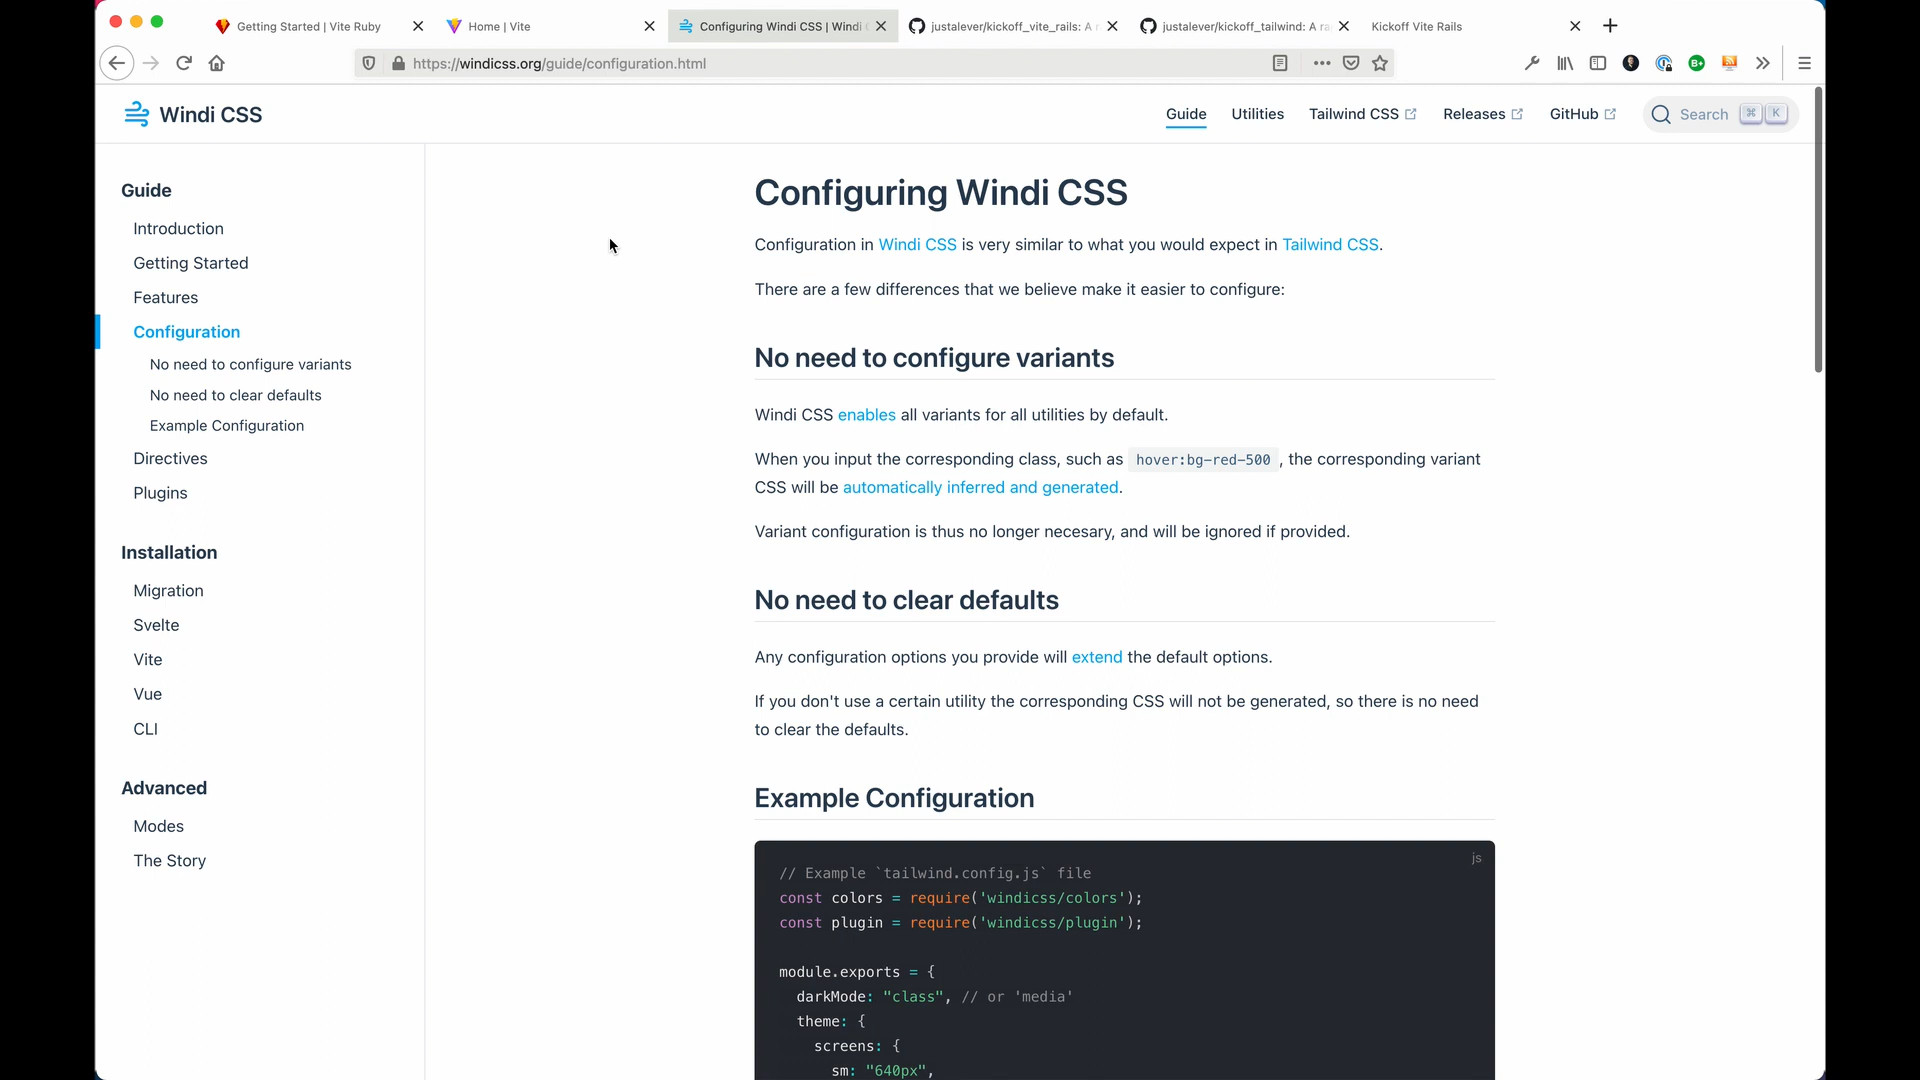 Getting Started | Vite Ruby
Home | Vite
Configuring Windi CSS | Windi
justalever/kickoff_vite_rails: A r
justalever/kickoff_tailwind: A ra
Kickoff Vite Rails
https://windicss.org/guide/configuration.html
B+
Windi CSS
Guide
Utilities
Tailwind CSS
Releases
GitHub
Search ⌘ K
Guide
Introduction
Getting Started
Features
Configuration
No need to configure variants
No need to clear defaults
Example Configuration
Directives
Plugins
Installation
Migration
Svelte
Vite
Vue
CLI
Advanced
Modes
The Story
Configuring Windi CSS
Configuration in Windi CSS is very similar to what you would expect in Tailwind CSS.
There are a few differences that we believe make it easier to configure:
No need to configure variants
Windi CSS enables all variants for all utilities by default.
When you input the corresponding class, such as hover:bg-red-500, the corresponding variant
CSS will be automatically inferred and generated.
Variant configuration is thus no longer necesary, and will be ignored if provided.
No need to clear defaults
Any configuration options you provide will extend the default options.
If you don't use a certain utility the corresponding CSS will not be generated, so there is no need
to clear the defaults.
Example Configuration
js
// Example `tailwind.config.js` file
const colors = require('windicss/colors');
const plugin = require('windicss/plugin');
module.exports = {
darkMode: "class", // or 'media'
theme: {
screens: {
sm: "640px",